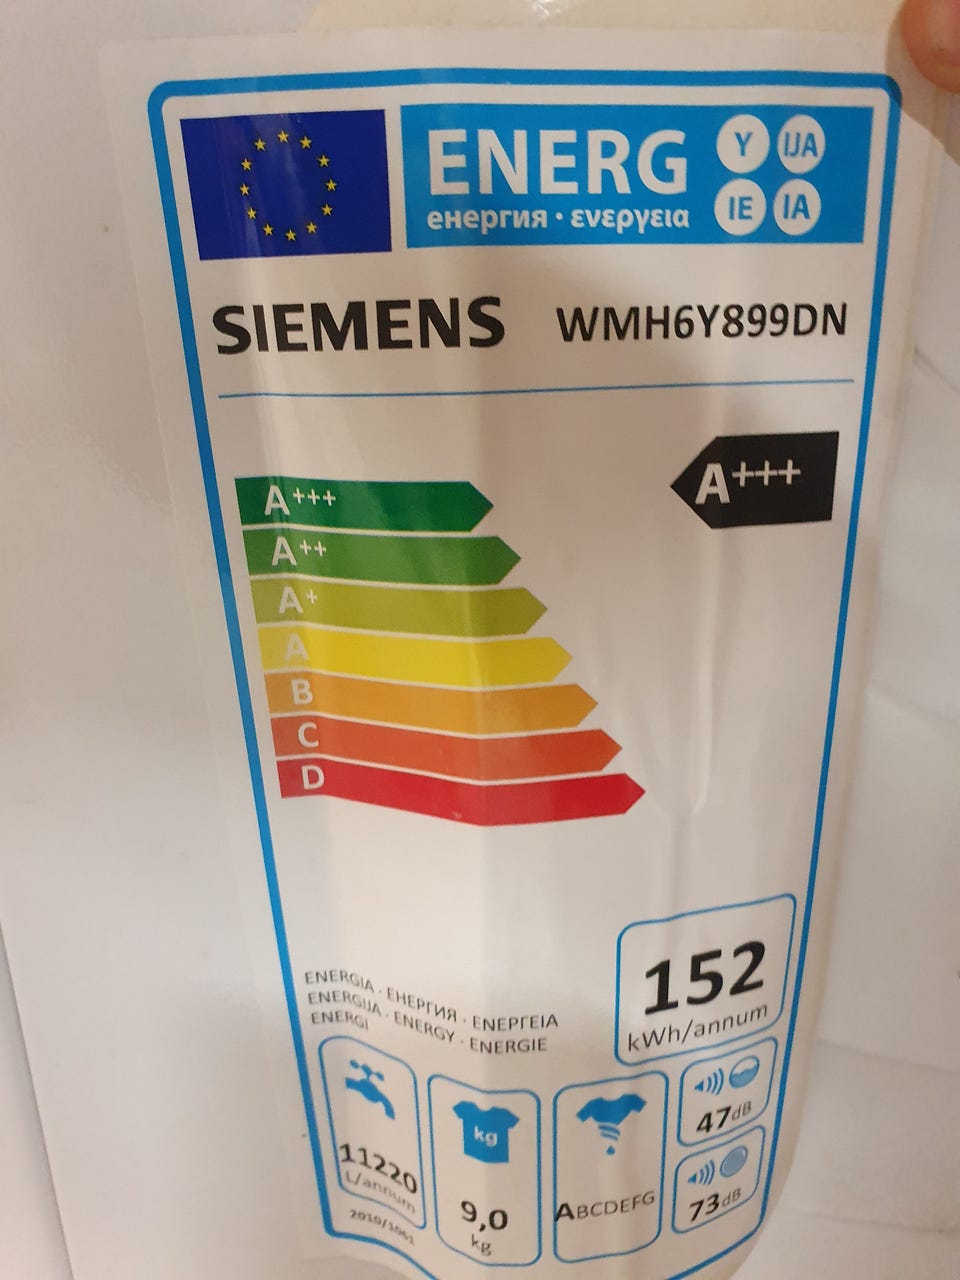 ENERG
енергия · ενεργεια
Y IJA
IE IA
SIEMENS WMH6Y899DN
A+++
A+++
A++
A+
A
B
C
D
152
kWh/annum
ENERGIA · ЕНЕРГИЯ · ΕΝΕΡΓΕΙΑ
ENERGIJA · ENERGY · ENERGIE
ENERGI
11220
L/annum
kg
9,0
kg
ABCDEFG
47dB
73dB
2010/1061